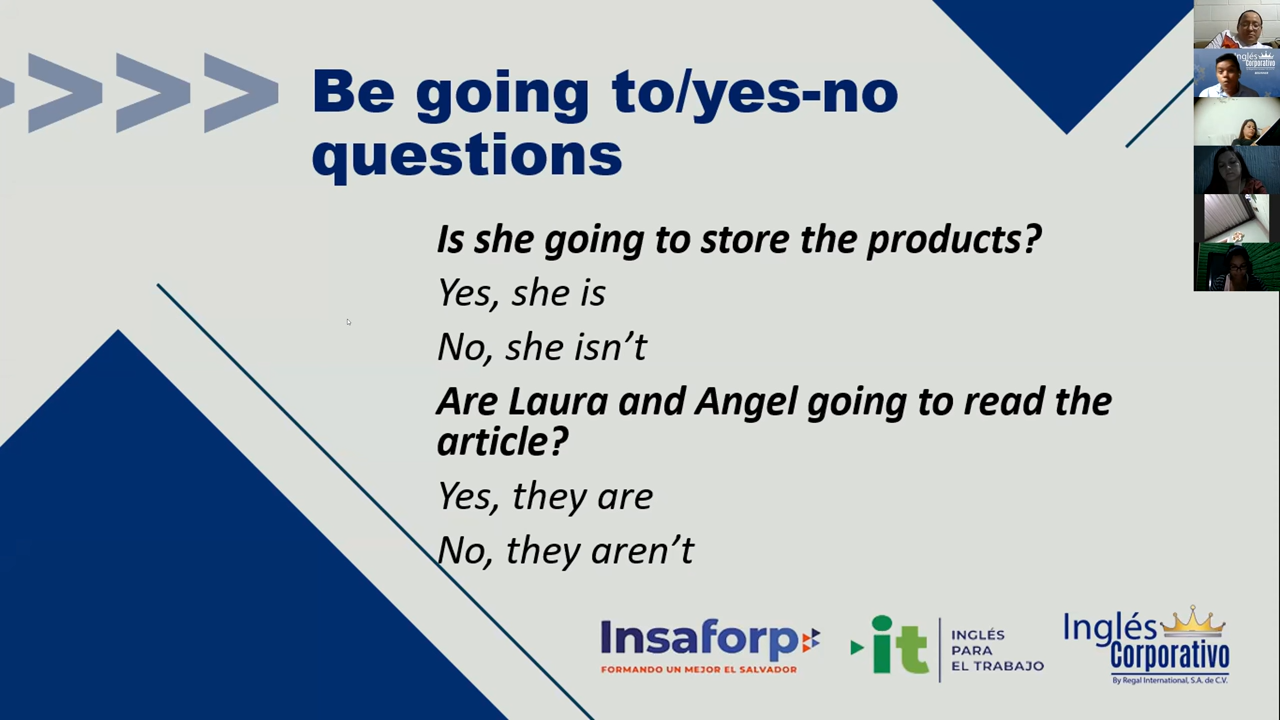 Be going to/yes-no
questions
Is she going to store the products?
Yes, she is
No, she isn’t
Are Laura and Angel going to read the
article?
Yes, they are
No, they aren’t
Insaforp
FORMANDO UN MEJOR EL SALVADOR
it
INGLÉS
PARA
EL TRABAJO
Inglés
Corporativo
By Regal International, S.A. de C.V.
Inglés
Corporativo